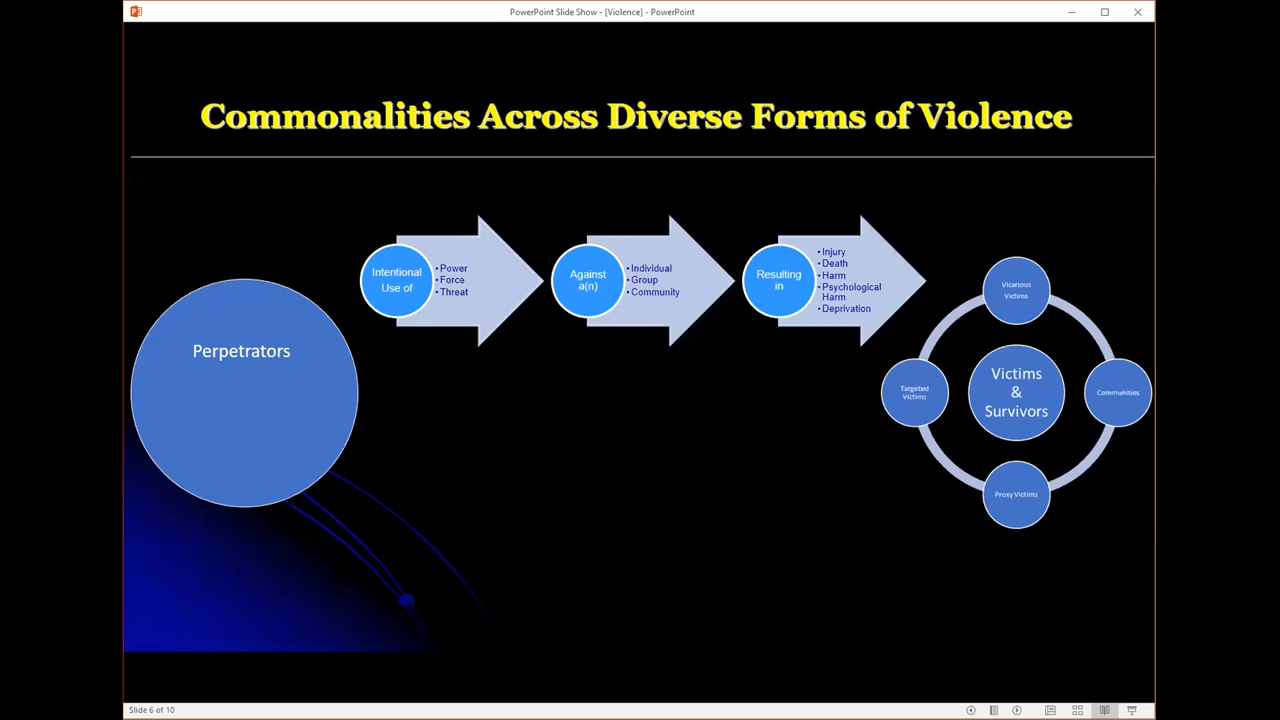 PowerPoint Slide Show - [Violence] - PowerPoint
Commonalities Across Diverse Forms of Violence
Perpetrators
Intentional
Use of
• Power
• Force
• Threat
Against
a(n)
• Individual
• Group
• Community
Resulting
in
• Injury
• Death
• Harm
• Psychological
Harm
• Deprivation
Vicarious
Victims
Targeted
Victims
Victims
&
Survivors
Communities
Proxy Victims
Slide 6 of 10